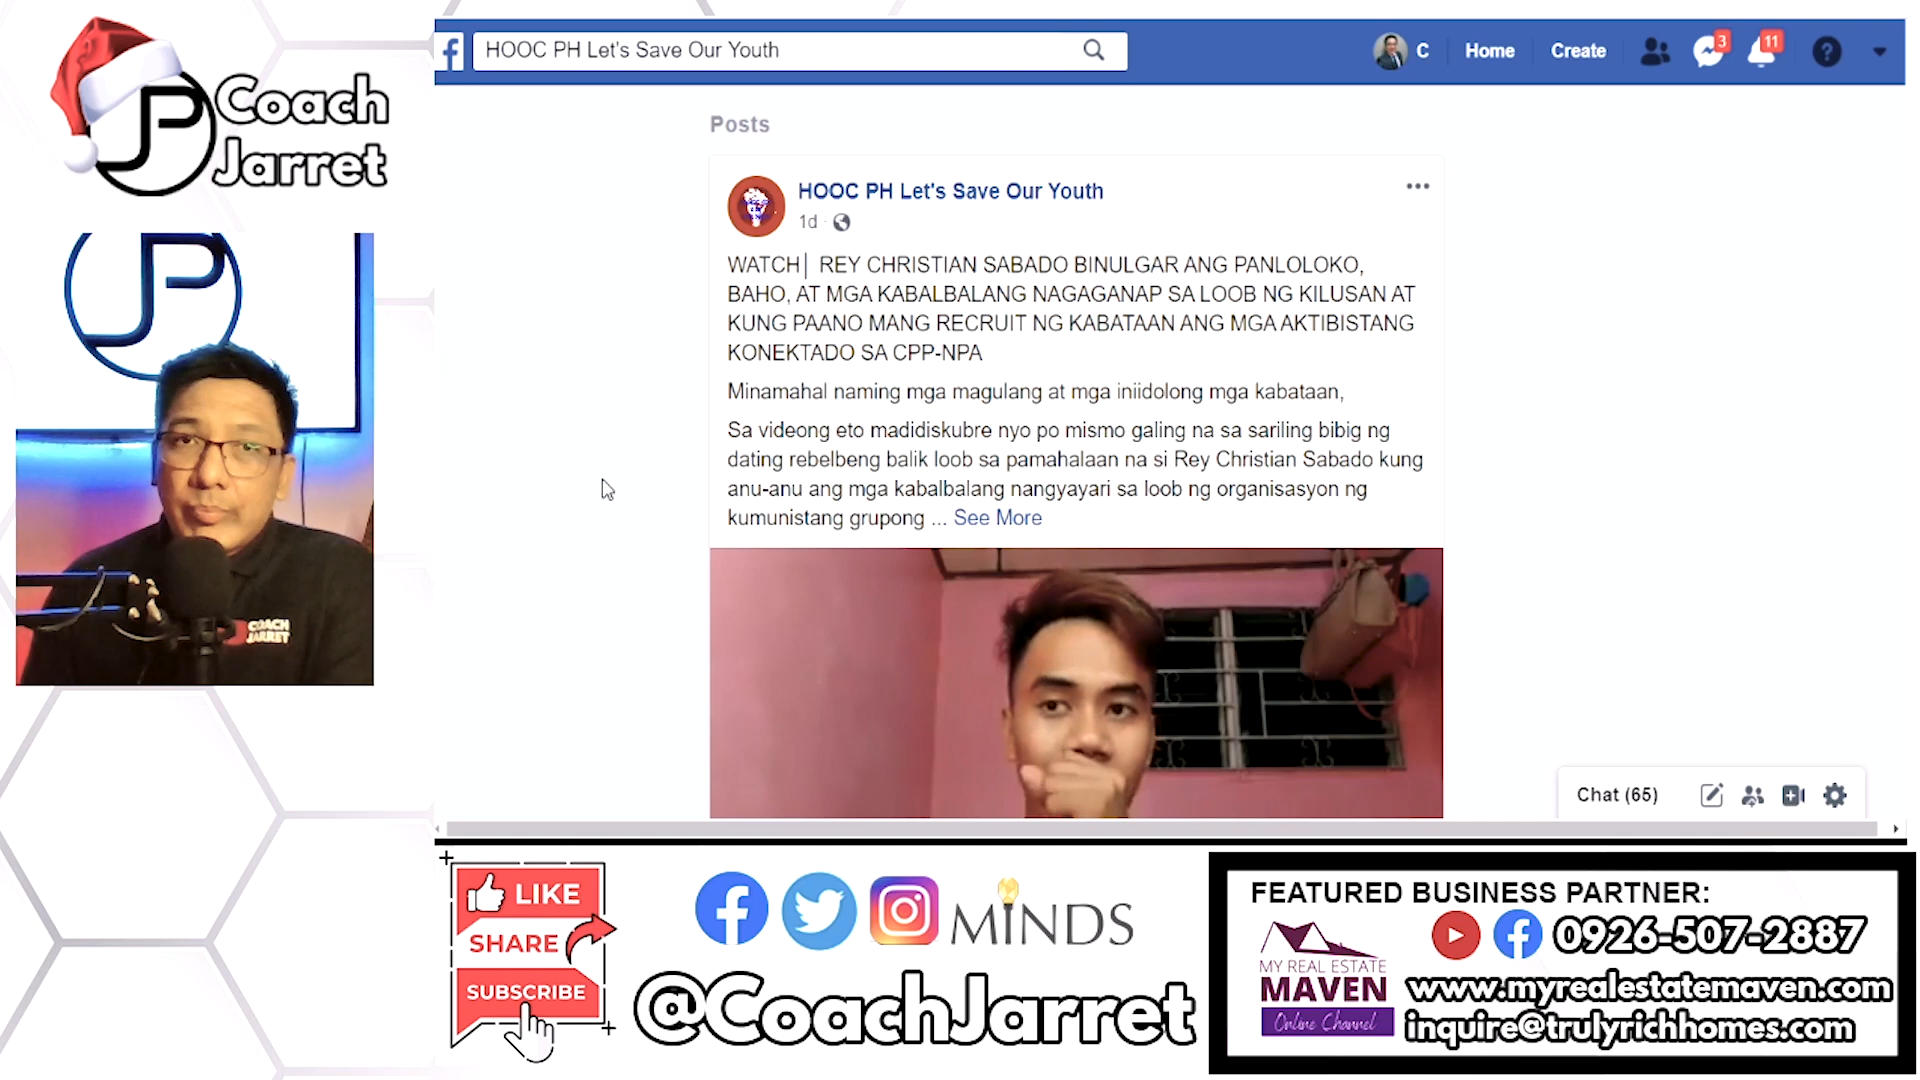 Coach
Jarret
HOOC PH Let's Save Our Youth
C
Home
Create
3
11
Posts
HOOC PH Let's Save Our Youth
1d
WATCH│ REY CHRISTIAN SABADO BINULGAR ANG PANLOLOKO,
BAHO, AT MGA KABALBALANG NAGAGANAP SA LOOB NG KILUSAN AT
KUNG PAANO MANG RECRUIT NG KABATAAN ANG MGA AKTIBISTANG
KONEKTADO SA CPP-NPA
Minamahal naming mga magulang at mga iniidolong mga kabataan,
Sa videong eto madidiskubre nyo po mismo galing na sa sariling bibig ng
dating rebelbeng balik loob sa pamahalaan na si Rey Christian Sabado kung
anu-anu ang mga kabalbalang nangyayari sa loob ng organisasyon ng
kumunistang grupong ... See More
COACH
JARRET
Chat (65)
LIKE
SHARE
SUBSCRIBE
MINDS
@CoachJarret
FEATURED BUSINESS PARTNER:
0926-507-2887
MY REAL ESTATE
MAVEN
Online Channel
www.myrealestatemaven.com
inquire@trulyrichhomes.com